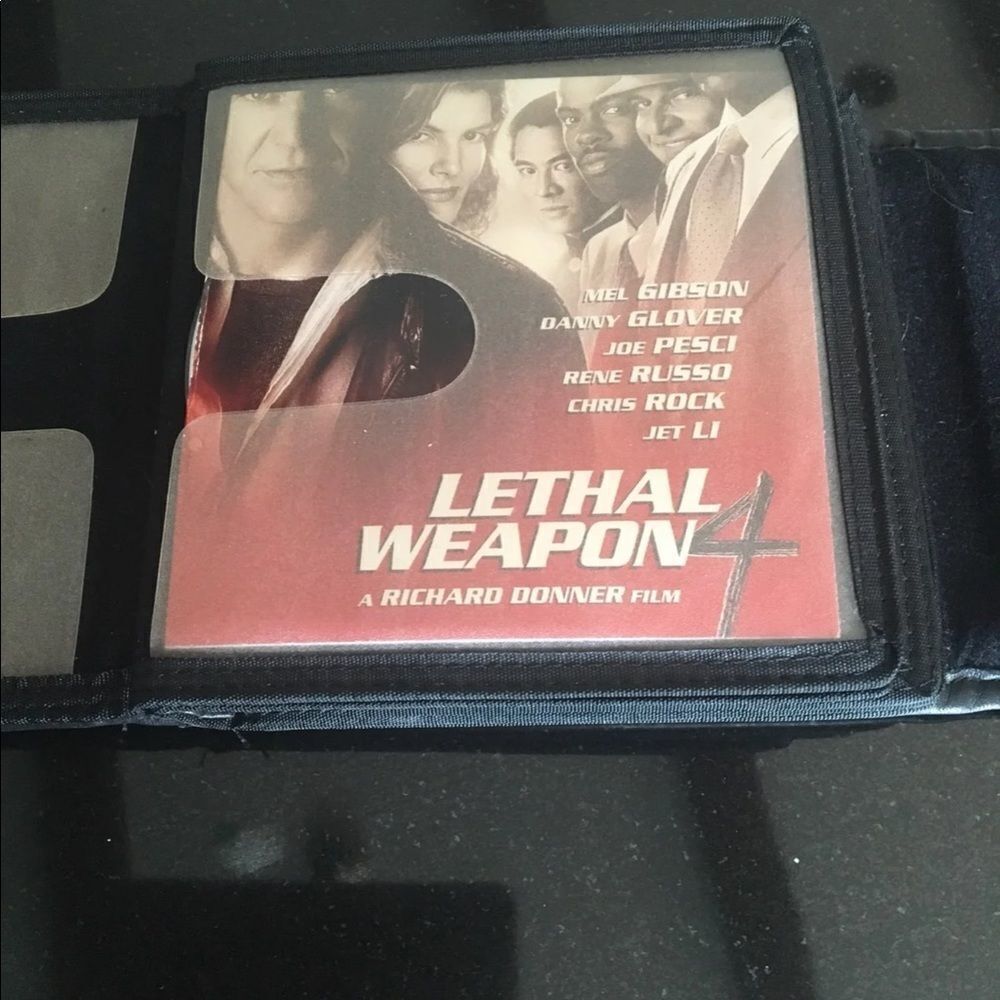 MEL GIBSON
DANNY GLOVER
JOE PESCI
RENE RUSSO
CHRIS ROCK
JET LI
LETHAL
WEAPON 4
A RICHARD DONNER FILM